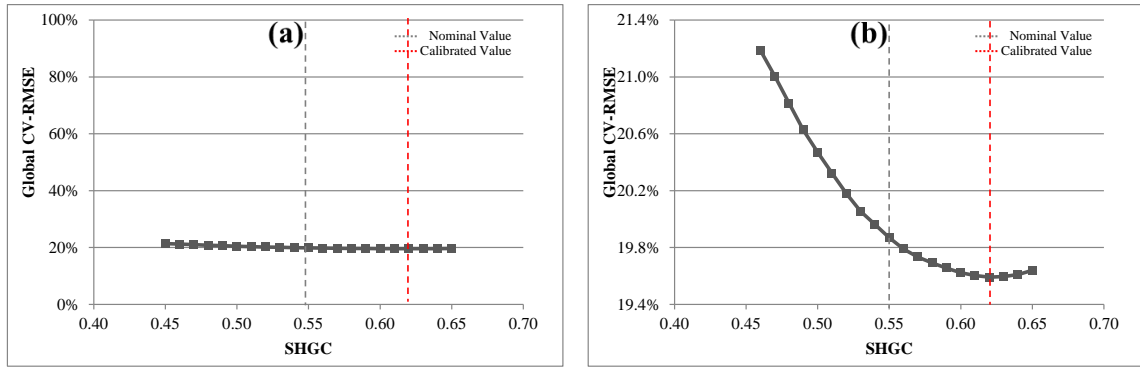 (a)
Nominal Value
Calibrated Value
Global CV-RMSE
100%
80%
60%
40%
20%
0%
0.40 0.45 0.50 0.55 0.60 0.65 0.70
SHGC
(b)
Nominal Value
Calibrated Value
Global CV-RMSE
21.4%
21.0%
20.6%
20.2%
19.8%
19.4%
0.40 0.45 0.50 0.55 0.60 0.65 0.70
SHGC